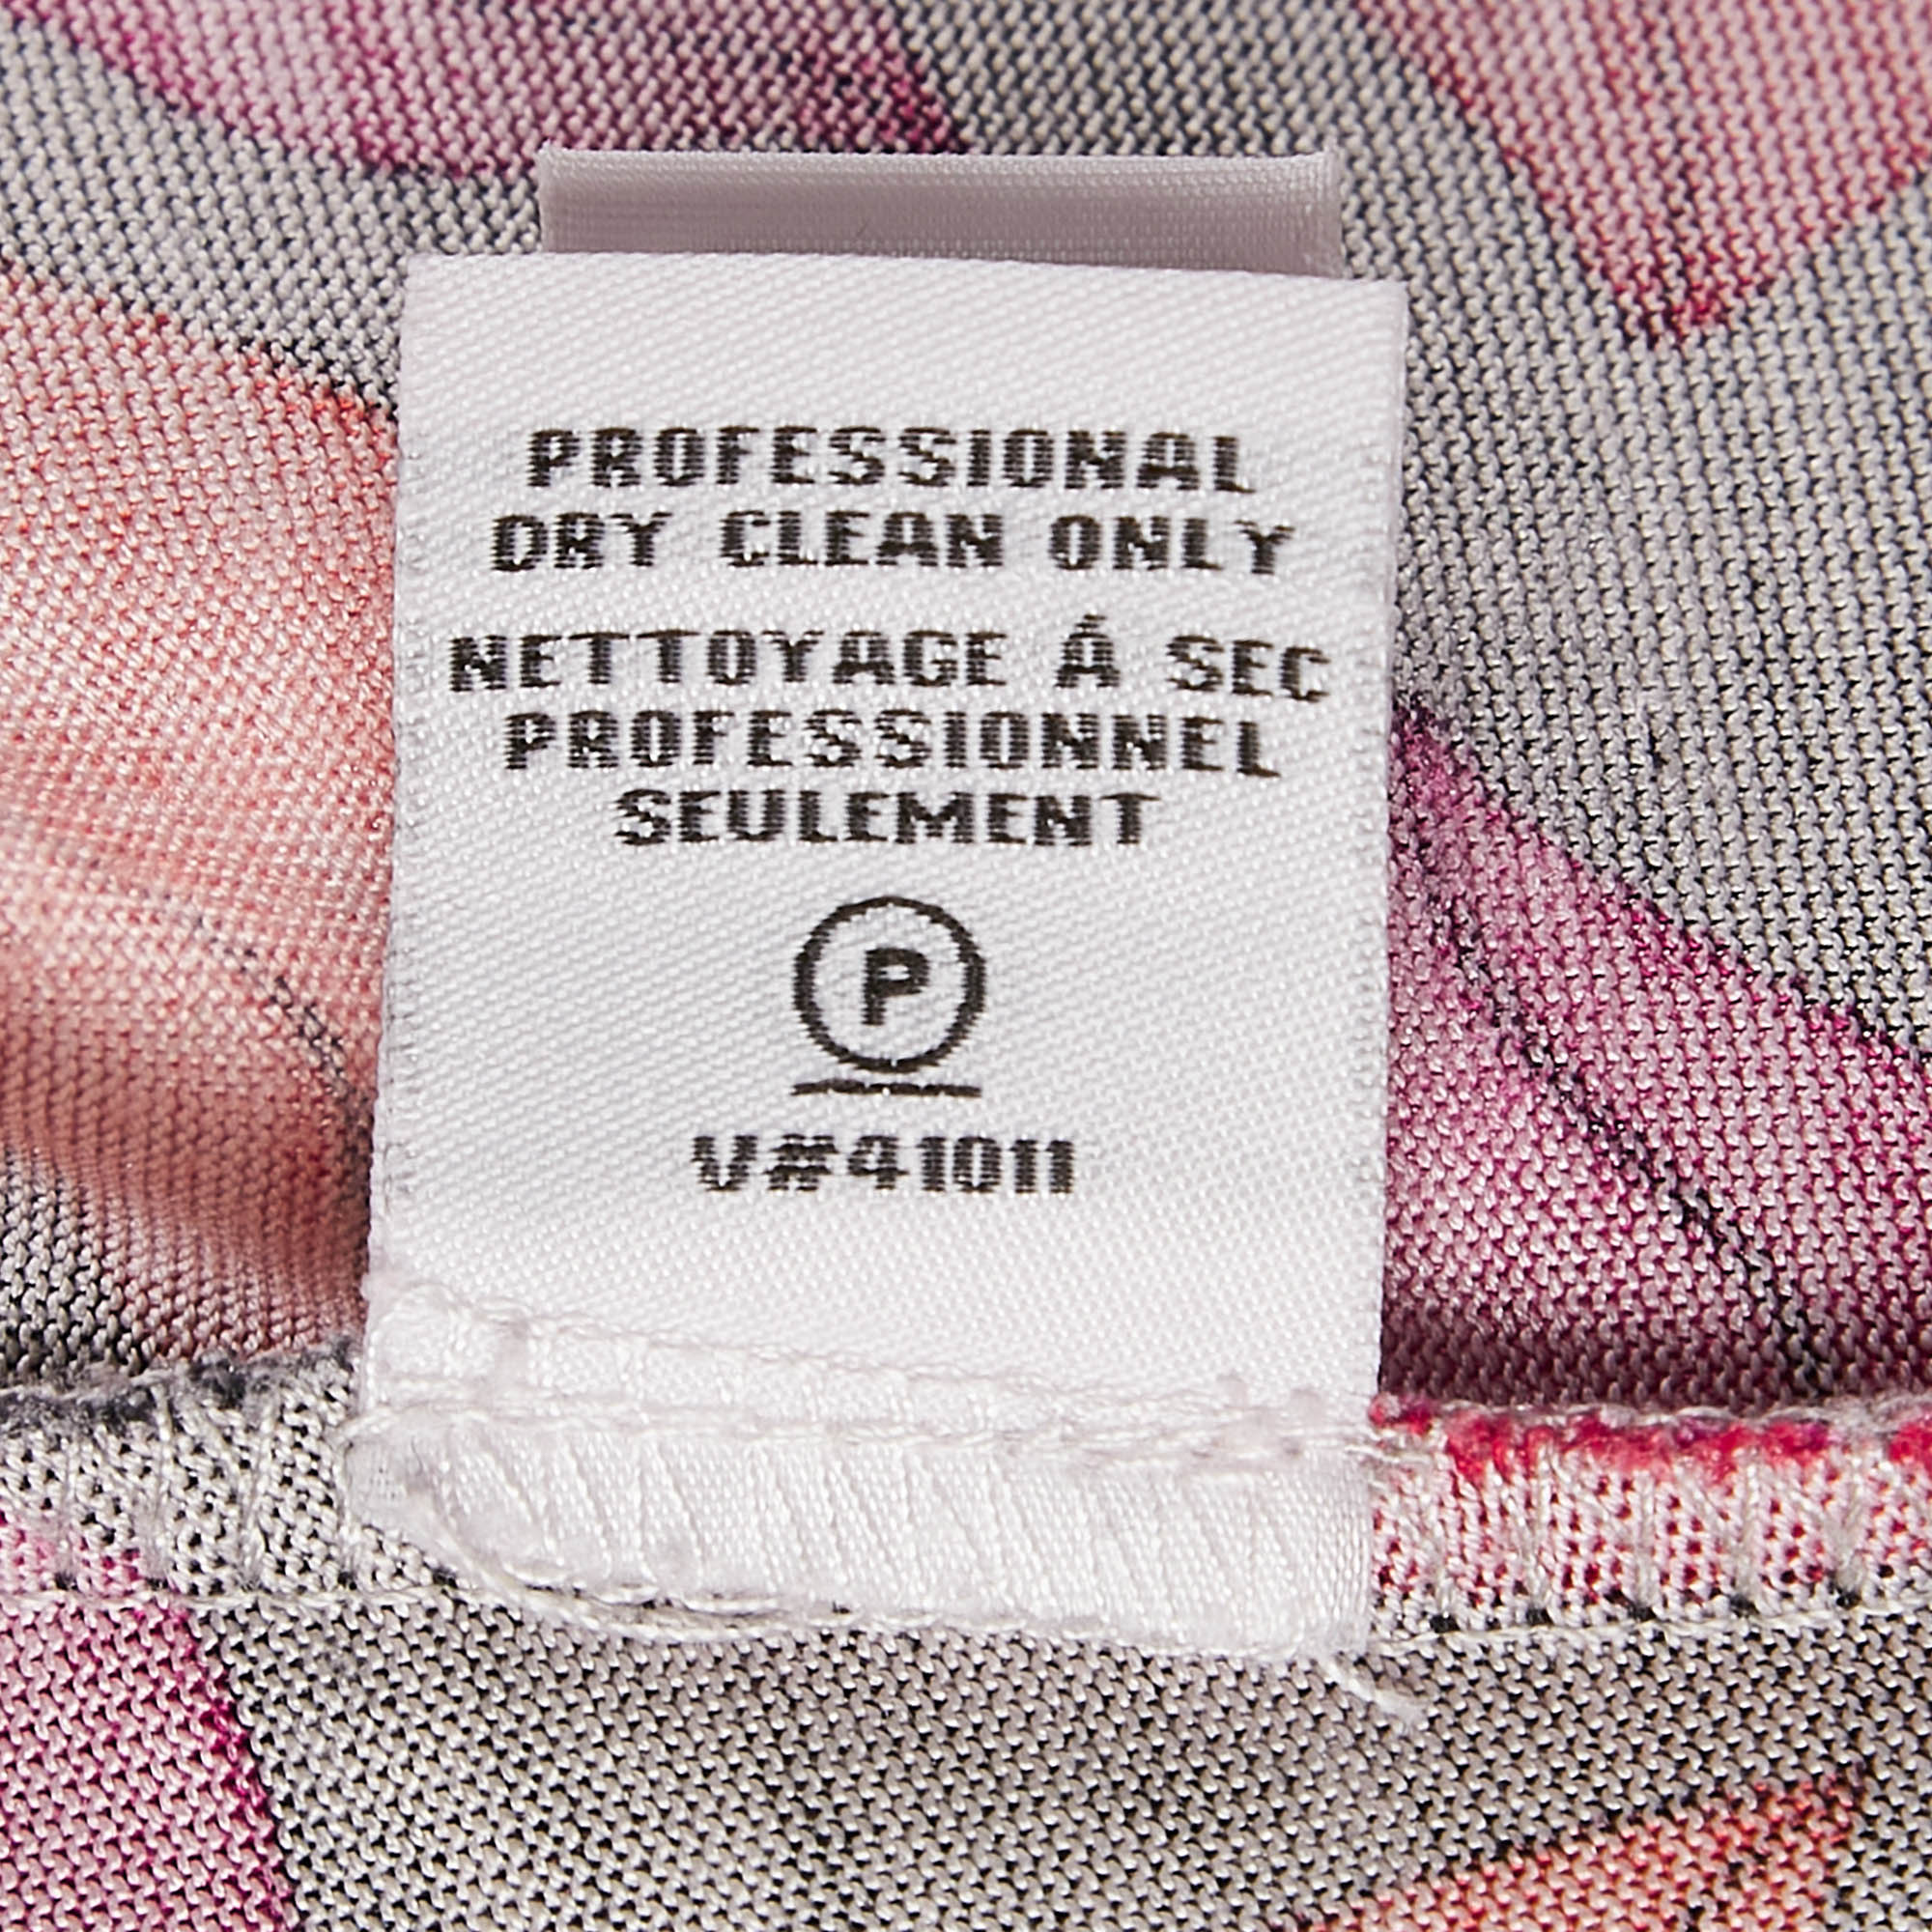 PROFESSIONAL
DRY CLEAN ONLY
NETTOYAGE Á SEC
PROFESSIONNEL
SEULEMENT
P
V#41011